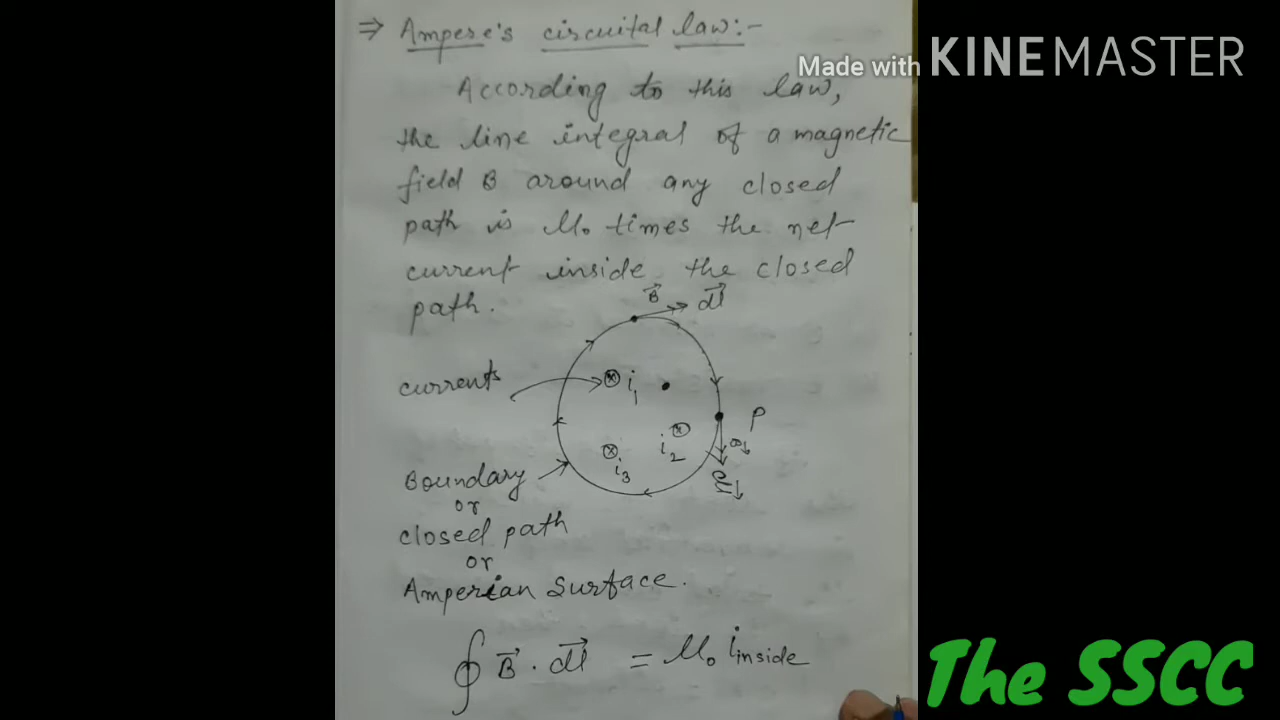 ⇒ Ampere's circuital law:-
Made with KINEMASTER
According to this law,
the line integral of a magnetic
field B around any closed
path is μ₀ times the net
current inside the closed
path.
B⃗ dl⃗
currents
i₁
P
i₂
B⃗
i₃
dl⃗
Boundary
or
closed path
or
Amperian surface.
∮ B⃗ · dl⃗ = μ₀ iinside
The SSCC